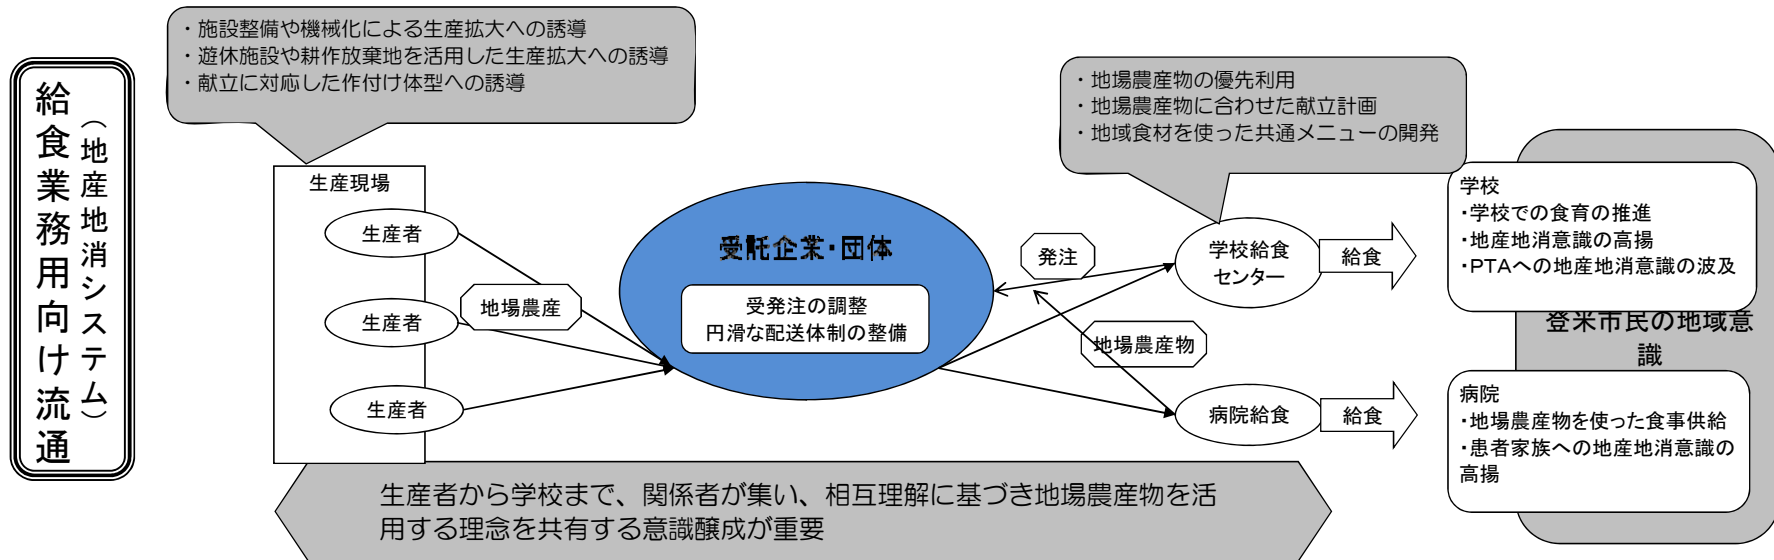 給食業務用向け流通
（地産地消システム）
・施設整備や機械化による生産拡大への誘導
・遊休施設や耕作放棄地を活用した生産拡大への誘導
・献立に対応した作付け体型への誘導
生産現場
生産者
生産者
生産者
地場農産
受託企業・団体
受発注の調整
円滑な配送体制の整備
・地場農産物の優先利用
・地場農産物に合わせた献立計画
・地域食材を使った共通メニューの開発
発注
地場農産物
学校給食
センター
病院給食
給食
給食
学校
・学校での食育の推進
・地産地消意識の高揚
・PTAへの地産地消意識の波及
登米市民の地域意
識
病院
・地場農産物を使った食事供給
・患者家族への地産地消意識の
高揚
生産者から学校まで、関係者が集い、相互理解に基づき地場農産物を活
用する理念を共有する意識醸成が重要